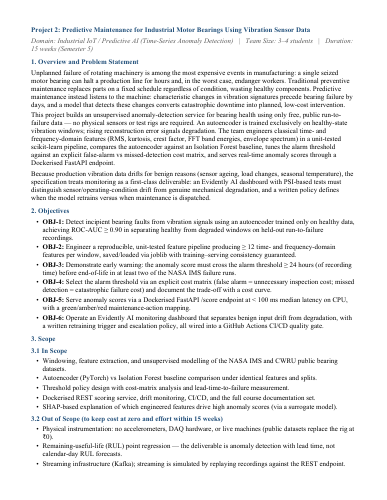 Project 2: Predictive Maintenance for Industrial Motor Bearings Using Vibration Sensor Data
Domain: Industrial IoT / Predictive AI (Time-Series Anomaly Detection) | Team Size: 3–4 students | Duration:
15 weeks (Semester 5)
1. Overview and Problem Statement
Unplanned failure of rotating machinery is among the most expensive events in manufacturing: a single seized
motor bearing can halt a production line for hours and, in the worst case, endanger workers. Traditional preventive
maintenance replaces parts on a fixed schedule regardless of condition, wasting healthy components. Predictive
maintenance instead listens to the machine: characteristic changes in vibration signatures precede bearing failure by
days, and a model that detects these changes converts catastrophic downtime into planned, low-cost intervention.
This project builds an unsupervised anomaly-detection service for bearing health using only free, public run-to-
failure data — no physical sensors or test rigs are required. An autoencoder is trained exclusively on healthy-state
vibration windows; rising reconstruction error signals degradation. The team engineers classical time- and
frequency-domain features (RMS, kurtosis, crest factor, FFT band energies, envelope spectrum) in a unit-tested
scikit-learn pipeline, compares the autoencoder against an Isolation Forest baseline, tunes the alarm threshold
against an explicit false-alarm vs missed-detection cost matrix, and serves real-time anomaly scores through a
Dockerised FastAPI endpoint.
Because production vibration data drifts for benign reasons (sensor ageing, load changes, seasonal temperature), the
specification treats monitoring as a first-class deliverable: an Evidently AI dashboard with PSI-based tests must
distinguish sensor/operating-condition drift from genuine mechanical degradation, and a written policy defines
when the model retrains versus when maintenance is dispatched.
2. Objectives
• OBJ-1: Detect incipient bearing faults from vibration signals using an autoencoder trained only on healthy data,
achieving ROC-AUC ≥ 0.90 in separating healthy from degraded windows on held-out run-to-failure
recordings.
• OBJ-2: Engineer a reproducible, unit-tested feature pipeline producing ≥ 12 time- and frequency-domain
features per window, saved/loaded via joblib with training–serving consistency guaranteed.
• OBJ-3: Demonstrate early warning: the anomaly score must cross the alarm threshold ≥ 24 hours (of recording
time) before end-of-life in at least two of the NASA IMS failure runs.
• OBJ-4: Select the threshold via an explicit cost matrix (false alarm = unnecessary inspection cost; missed
detection = catastrophic failure cost) and document the trade-off with a cost curve.
• OBJ-5: Serve anomaly scores via a Dockerised FastAPI /score endpoint at < 100 ms median latency on CPU,
with a green/amber/red maintenance-action mapping.
• OBJ-6: Operate an Evidently AI monitoring dashboard that separates benign input drift from degradation, with
a written retraining trigger and escalation policy, all wired into a GitHub Actions CI/CD quality gate.
3. Scope
3.1 In Scope
• Windowing, feature extraction, and unsupervised modelling of the NASA IMS and CWRU public bearing
datasets.
• Autoencoder (PyTorch) vs Isolation Forest baseline comparison under identical features and splits.
• Threshold policy design with cost-matrix analysis and lead-time-to-failure measurement.
• Dockerised REST scoring service, drift monitoring, CI/CD, and the full course documentation set.
• SHAP-based explanation of which engineered features drive high anomaly scores (via a surrogate model).
3.2 Out of Scope (to keep cost at zero and effort within 15 weeks)
• Physical instrumentation: no accelerometers, DAQ hardware, or live machines (public datasets replace the rig at
₹0).
• Remaining-useful-life (RUL) point regression — the deliverable is anomaly detection with lead time, not
calendar-day RUL forecasts.
• Streaming infrastructure (Kafka); streaming is simulated by replaying recordings against the REST endpoint.